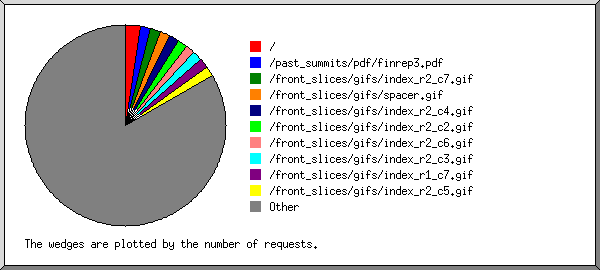 /
/past_summits/pdf/finrep3.pdf
/front_slices/gifs/index_r2_c7.gif
/front_slices/gifs/spacer.gif
/front_slices/gifs/index_r2_c4.gif
/front_slices/gifs/index_r2_c2.gif
/front_slices/gifs/index_r2_c6.gif
/front_slices/gifs/index_r2_c3.gif
/front_slices/gifs/index_r1_c7.gif
/front_slices/gifs/index_r2_c5.gif
Other
The wedges are plotted by the number of requests.